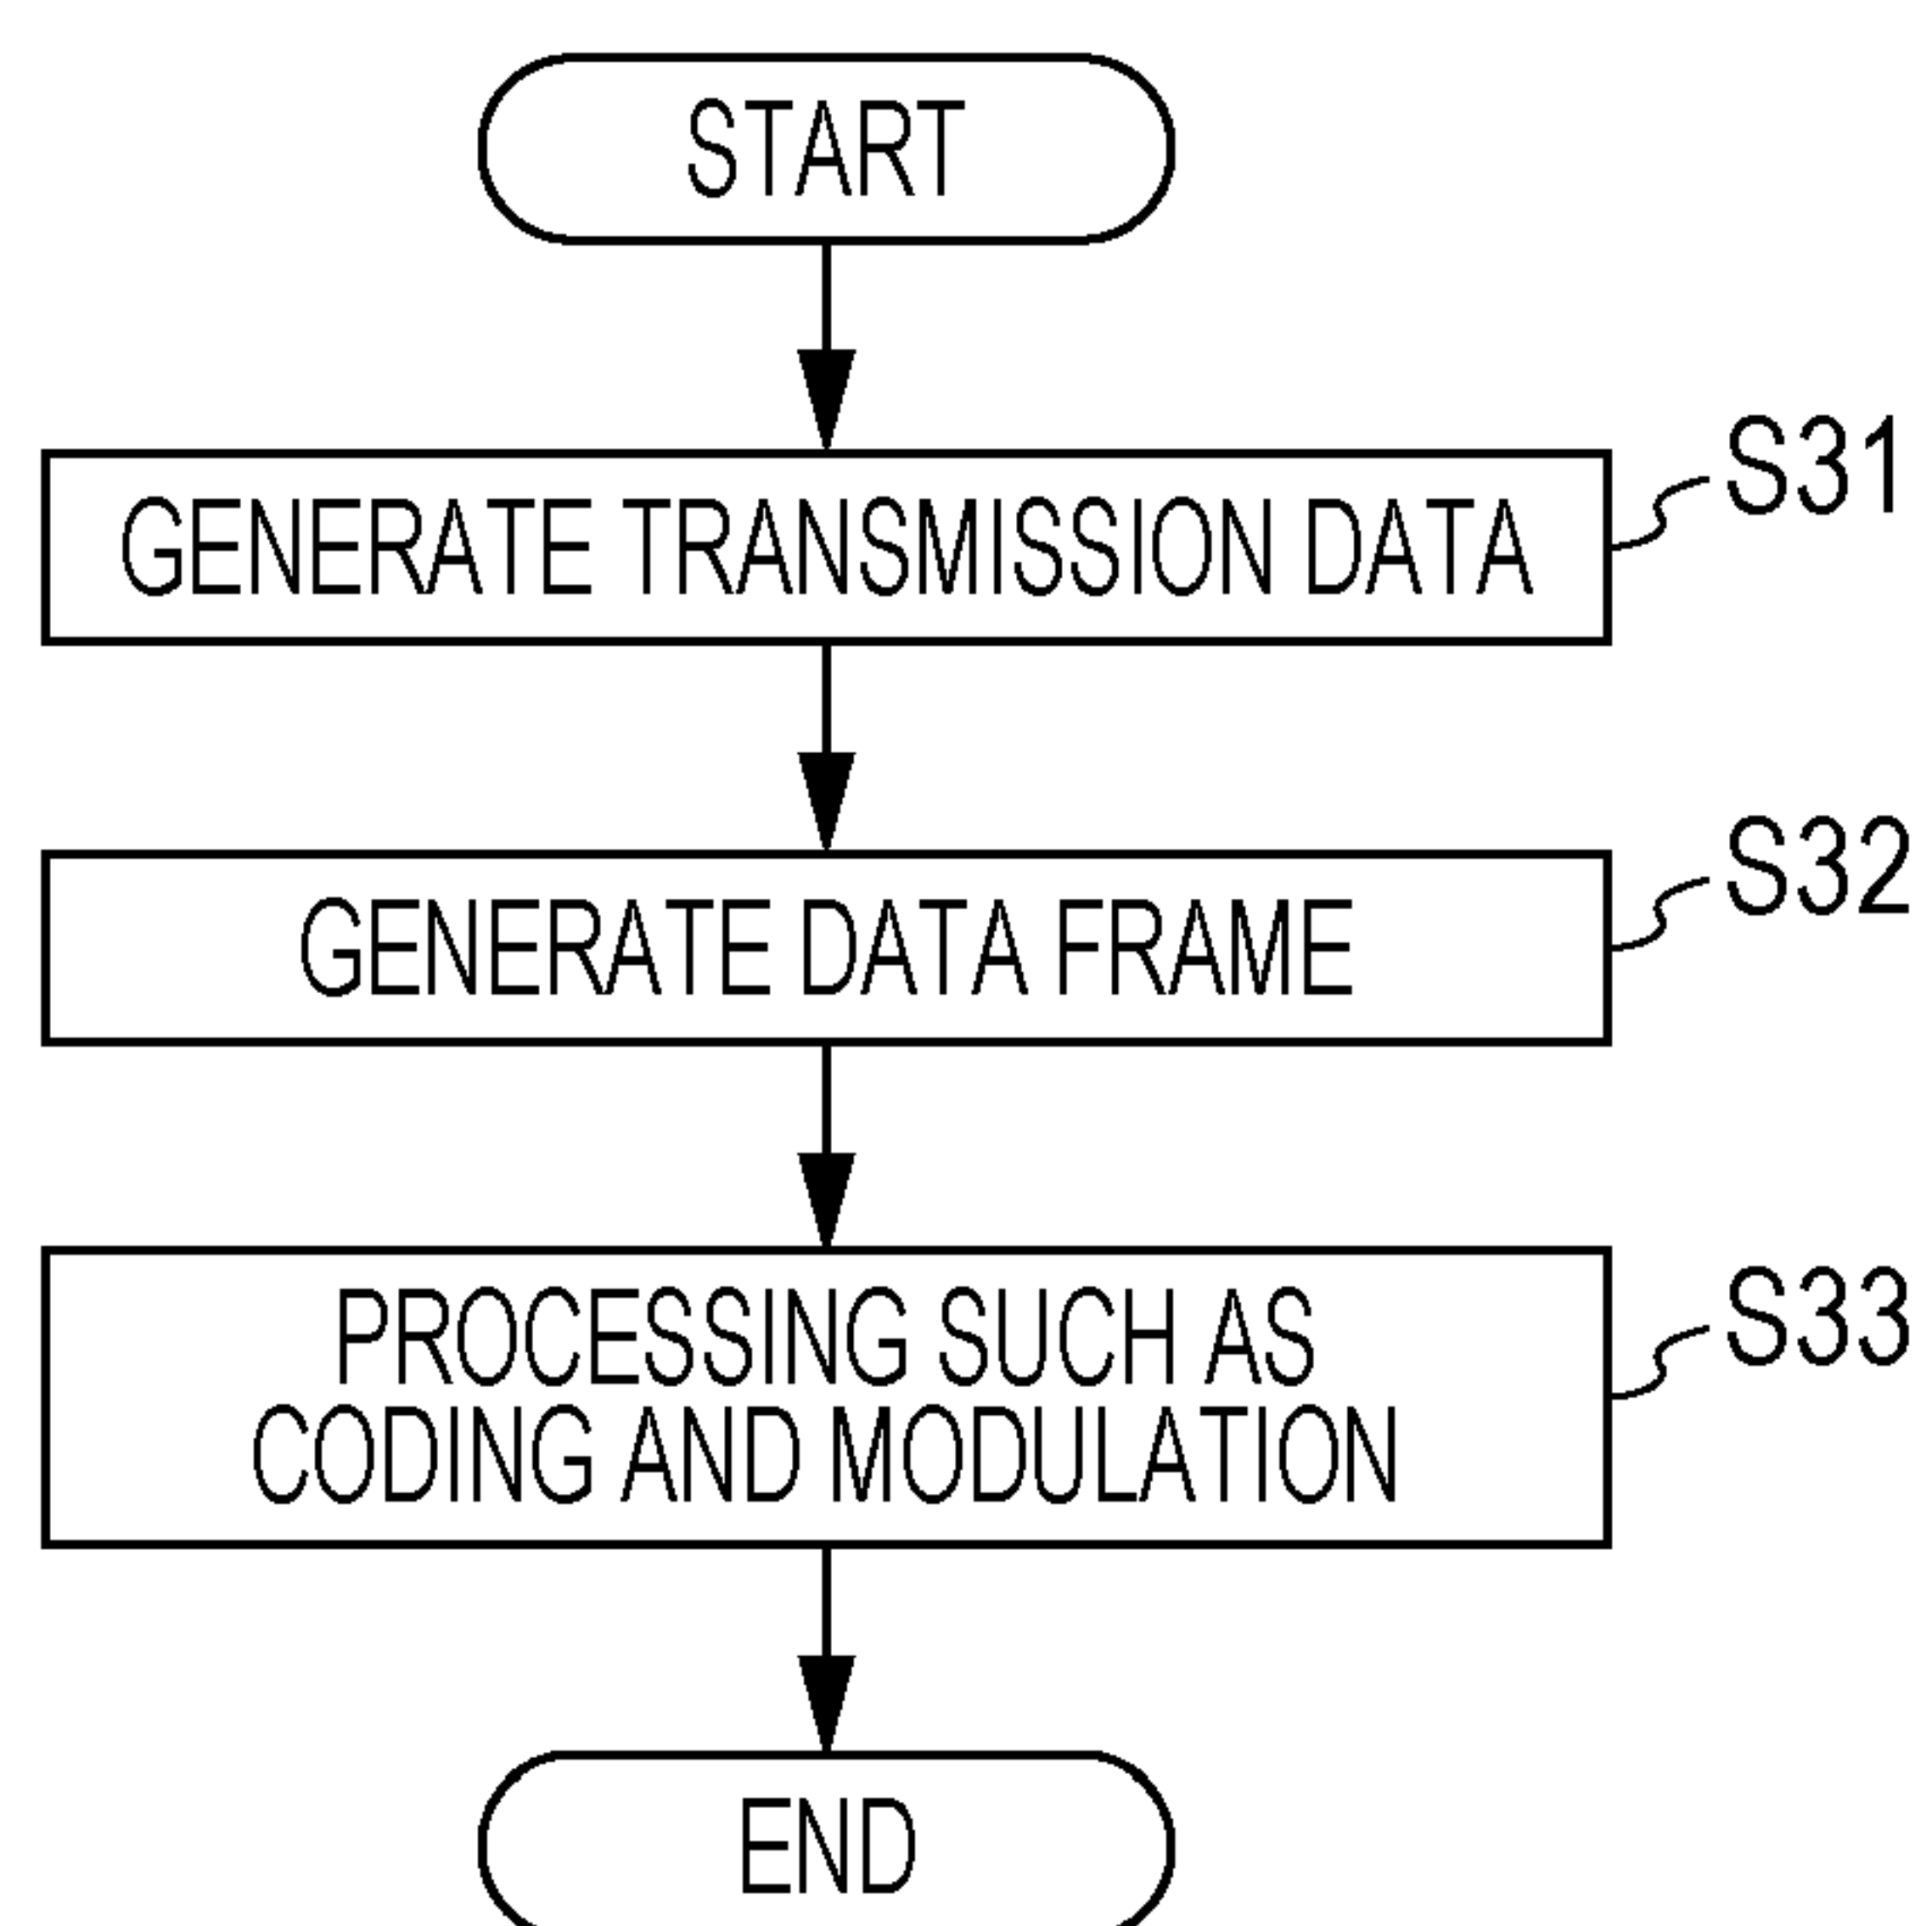 START
GENERATE TRANSMISSION DATA
S31
GENERATE DATA FRAME
S32
PROCESSING SUCH AS
CODING AND MODULATION
S33
END